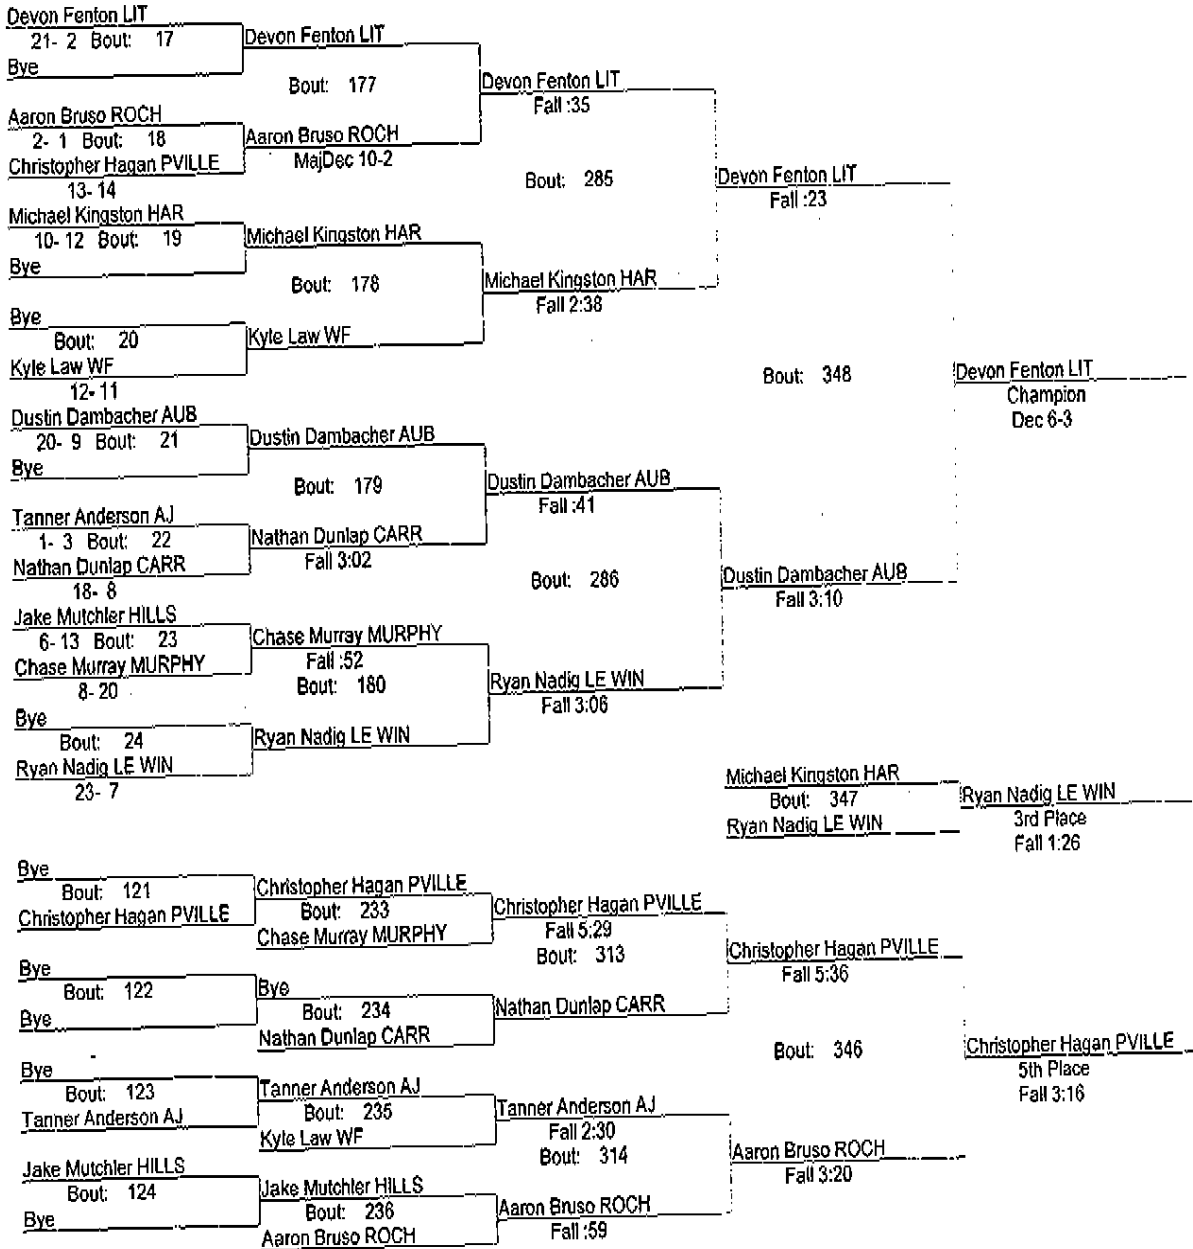 Devon Fenton LIT
21- 2 Bout: 17
Bye
Devon Fenton LIT
Bout: 177
Aaron Bruso ROCH
2- 1 Bout: 18
Christopher Hagan PVILLE
13- 14
Aaron Bruso ROCH
MajDec 10-2
Devon Fenton LIT
Fall :35
Bout: 285
Michael Kingston HAR
10- 12 Bout: 19
Bye
Michael Kingston HAR
Bout: 178
Bye
Bout: 20
Kyle Law WF
12- 11
Kyle Law WF
Michael Kingston HAR
Fall 2:38
Devon Fenton LIT
Fall :23
Bout: 348
Devon Fenton LIT
Champion
Dec 6-3
Dustin Dambacher AUB
20- 9 Bout: 21
Bye
Dustin Dambacher AUB
Bout: 179
Tanner Anderson AJ
1- 3 Bout: 22
Nathan Dunlap CARR
18- 8
Nathan Dunlap CARR
Fall 3:02
Dustin Dambacher AUB
Fall :41
Bout: 286
Jake Mutchler HILLS
6- 13 Bout: 23
Chase Murray MURPHY
8- 20
Chase Murray MURPHY
Fall :52
Bout: 180
Bye
Bout: 24
Ryan Nadig LE WIN
23- 7
Ryan Nadig LE WIN
Ryan Nadig LE WIN
Fall 3:06
Dustin Dambacher AUB
Fall 3:10
Michael Kingston HAR
Bout: 347
Ryan Nadig LE WIN
Ryan Nadig LE WIN
3rd Place
Fall 1:26
Bye
Bout: 121
Christopher Hagan PVILLE
Christopher Hagan PVILLE
Bout: 233
Chase Murray MURPHY
Christopher Hagan PVILLE
Fall 5:29
Bout: 313
Bye
Bout: 122
Bye
Bye
Bout: 234
Nathan Dunlap CARR
Nathan Dunlap CARR
Christopher Hagan PVILLE
Fall 5:36
Bout: 346
Christopher Hagan PVILLE
5th Place
Fall 3:16
Bye
Bout: 123
Tanner Anderson AJ
Tanner Anderson AJ
Bout: 235
Kyle Law WF
Tanner Anderson AJ
Fall 2:30
Bout: 314
Jake Mutchler HILLS
Bout: 124
Bye
Jake Mutchler HILLS
Bout: 236
Aaron Bruso ROCH
Aaron Bruso ROCH
Fall :59
Aaron Bruso ROCH
Fall 3:20